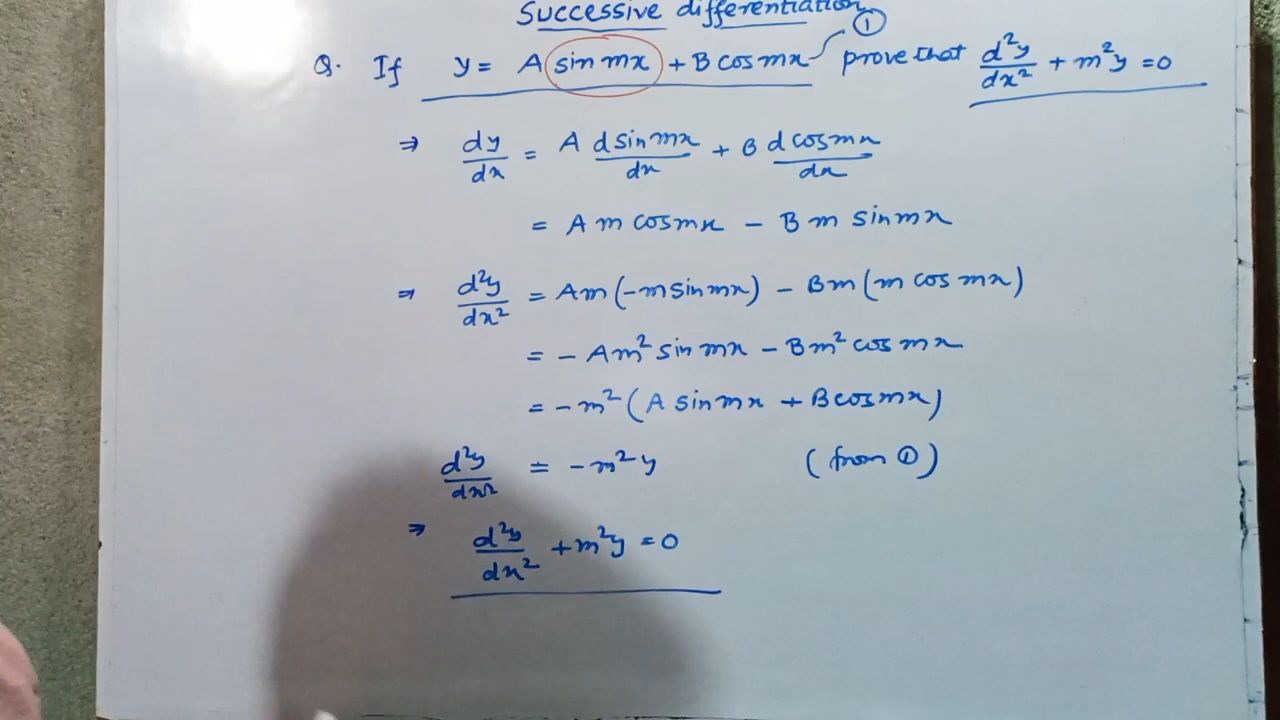 Successive differentiation
Q. If y = A sin mx + B cos mx ① prove that d²y/dx² + m²y = 0
⇒ dy/dx = A d sin mx/dx + B d cos mx/dx
= A m cos mx − B m sin mx
⇒ d²y/dx² = Am (−m sin mx) − Bm (m cos mx)
= − Am² sin mx − Bm² cos mx
= − m² (A sin mx + B cos mx)
d²y/dx² = − m² y (from ①)
⇒ d²y/dx² + m²y = 0